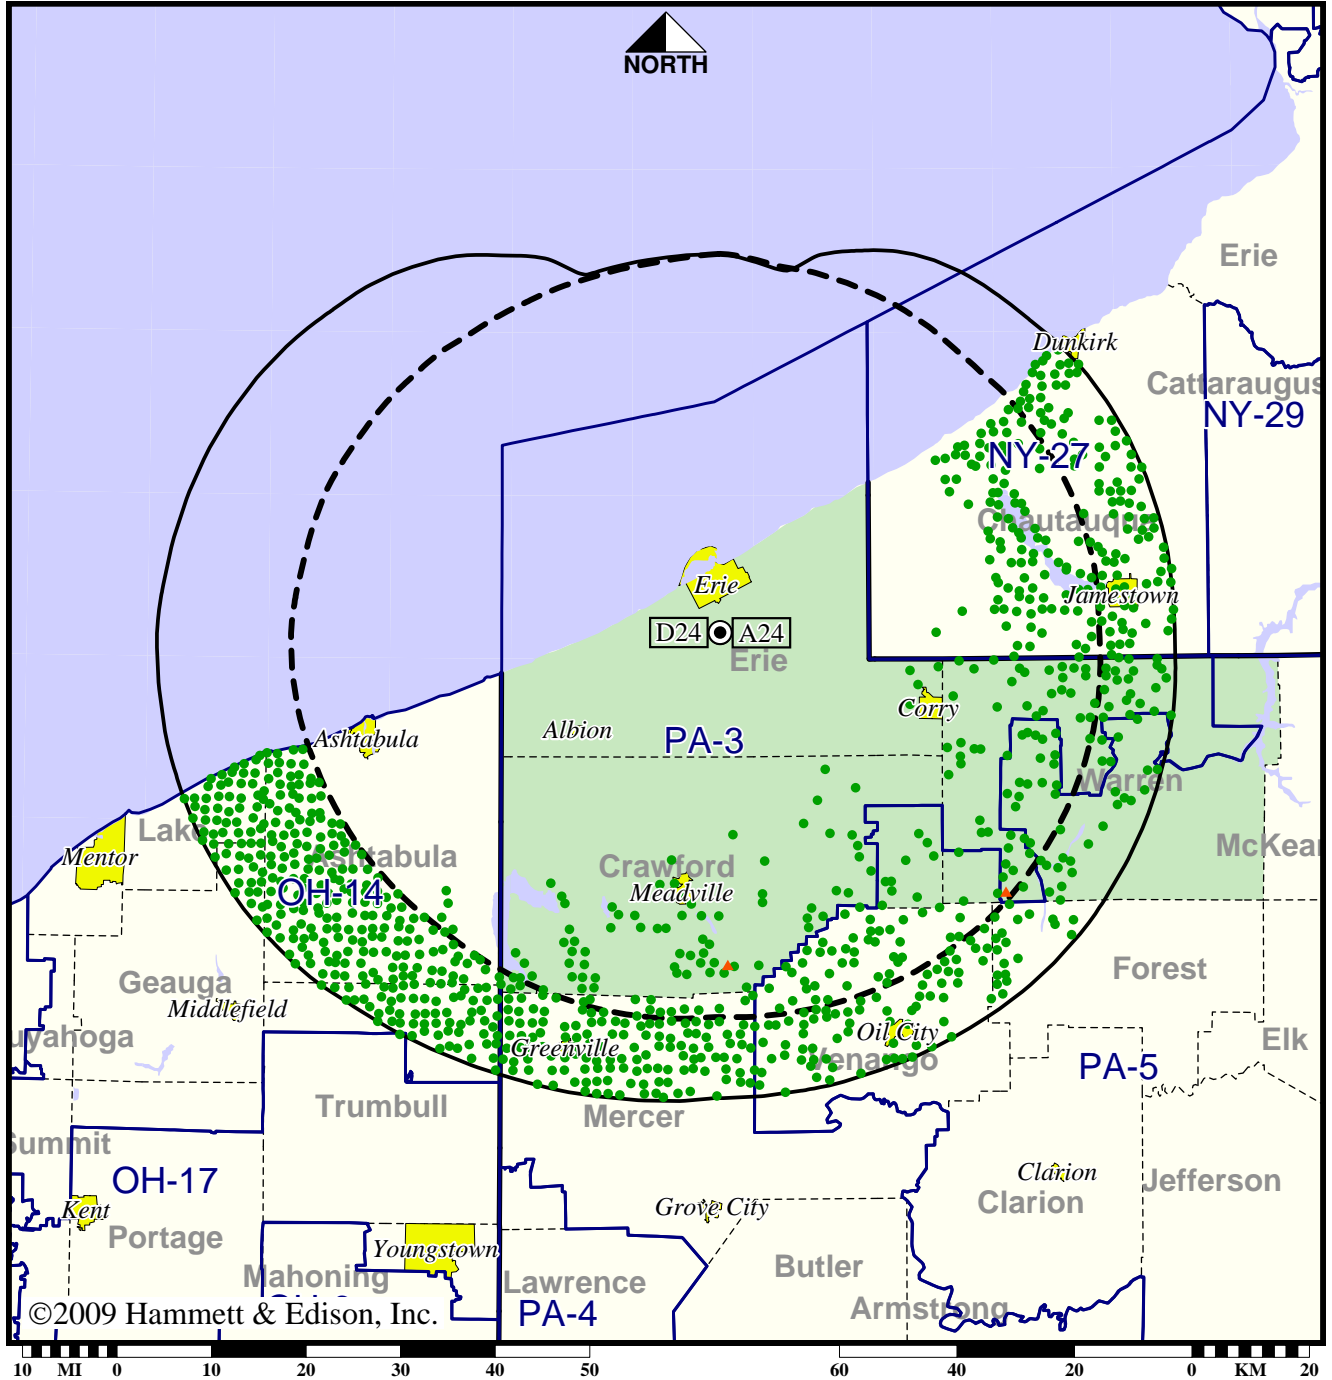 NORTH
Erie
Dunkirk
Cattaraugus
NY-29
NY-27
Chautauqua
Erie
Jamestown
D24
A24
Erie
Corry
Ashtabula
Albion
PA-3
Warren
Lake
Mentor
Ashtabula
Crawford
McKean
OH-14
Meadville
Geauga
Forest
Middlefield
Oil City
uyahoga
Greenville
Venango
Elk
PA-5
Trumbull
Mercer
Summit
OH-17
Clarion
Jefferson
Kent
Grove City
Clarion
Portage
Youngstown
Mahoning
Lawrence
Butler
©2009 Hammett & Edison, Inc.
PA-4
Armstrong
10 MI 0 10 20 30 40 50 60 40 20 0 KM 20